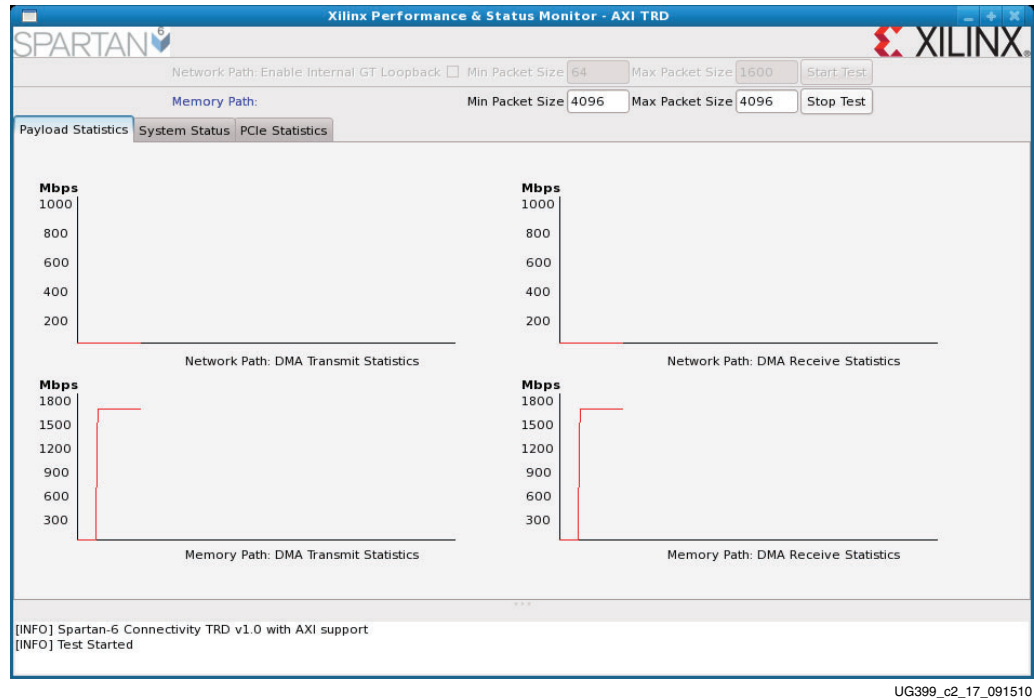 Xilinx Performance & Status Monitor - AXI TRD
SPARTAN 6
XILINX®
Network Path: Enable Internal GT Loopback Min Packet Size 64 Max Packet Size 1600 Start Test
Memory Path: Min Packet Size 4096 Max Packet Size 4096 Stop Test
Payload Statistics System Status PCIe Statistics
Mbps
1000
800
600
400
200
Network Path: DMA Transmit Statistics
Mbps
1000
800
600
400
200
Network Path: DMA Receive Statistics
Mbps
1800
1500
1200
900
600
300
Memory Path: DMA Transmit Statistics
Mbps
1800
1500
1200
900
600
300
Memory Path: DMA Receive Statistics
[INFO] Spartan-6 Connectivity TRD v1.0 with AXI support
[INFO] Test Started
UG399_c2_17_091510